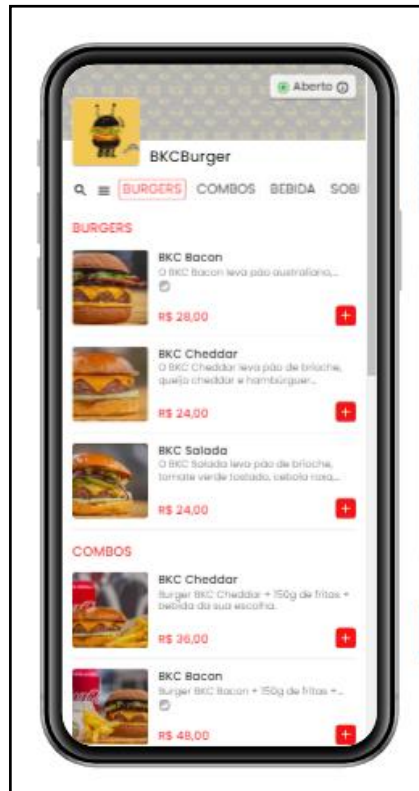 Aberto
BKCBurger
BURGERS COMBOS BEBIDA SOBI
BURGERS
BKC Bacon
O BKC Bacon leva pão australiano,...
R$ 28,00
+
BKC Cheddar
O BKC Cheddar leva pão de brioche,
queijo cheddar e hambúrguer...
R$ 24,00
+
BKC Salada
O BKC Salada leva pão de brioche,
tomate verde tostado, cebola roxa,...
R$ 24,00
+
COMBOS
BKC Cheddar
Burger BKC Cheddar + 150g de fritas +
bebida da sua escolha.
R$ 36,00
+
BKC Bacon
Burger BKC Bacon + 150g de fritas +...
R$ 48,00
+